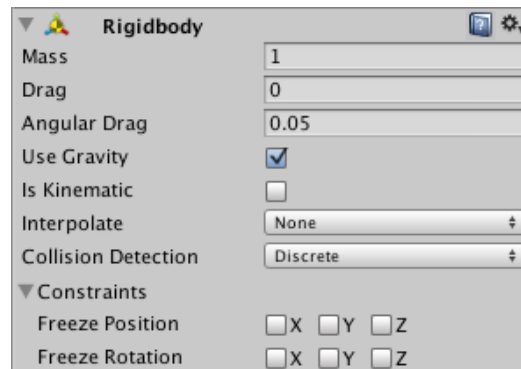 Rigidbody
Mass 1
Drag 0
Angular Drag 0.05
Use Gravity
Is Kinematic
Interpolate None
Collision Detection Discrete
Constraints
Freeze Position X Y Z
Freeze Rotation X Y Z